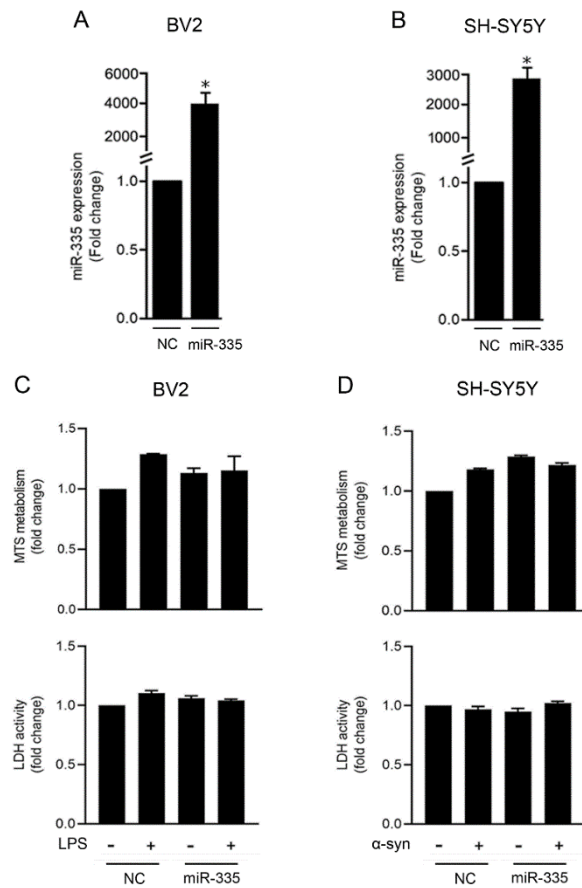 A
BV2
6000
4000
2000
1.0
0.5
0.0
miR-335 expression
(Fold change)
*
NC miR-335
B
SH-SY5Y
3000
2000
1000
1.0
0.5
0.0
miR-335 expression
(Fold change)
*
NC miR-335
C
BV2
1.5
1.0
0.5
0.0
MTS metabolism
(fold change)
1.5
1.0
0.5
0.0
LDH activity
(fold change)
LPS - + - +
NC miR-335
D
SH-SY5Y
1.5
1.0
0.5
0.0
MTS metabolism
(fold change)
1.5
1.0
0.5
0.0
LDH activity
(fold change)
α-syn - + - +
NC miR-335